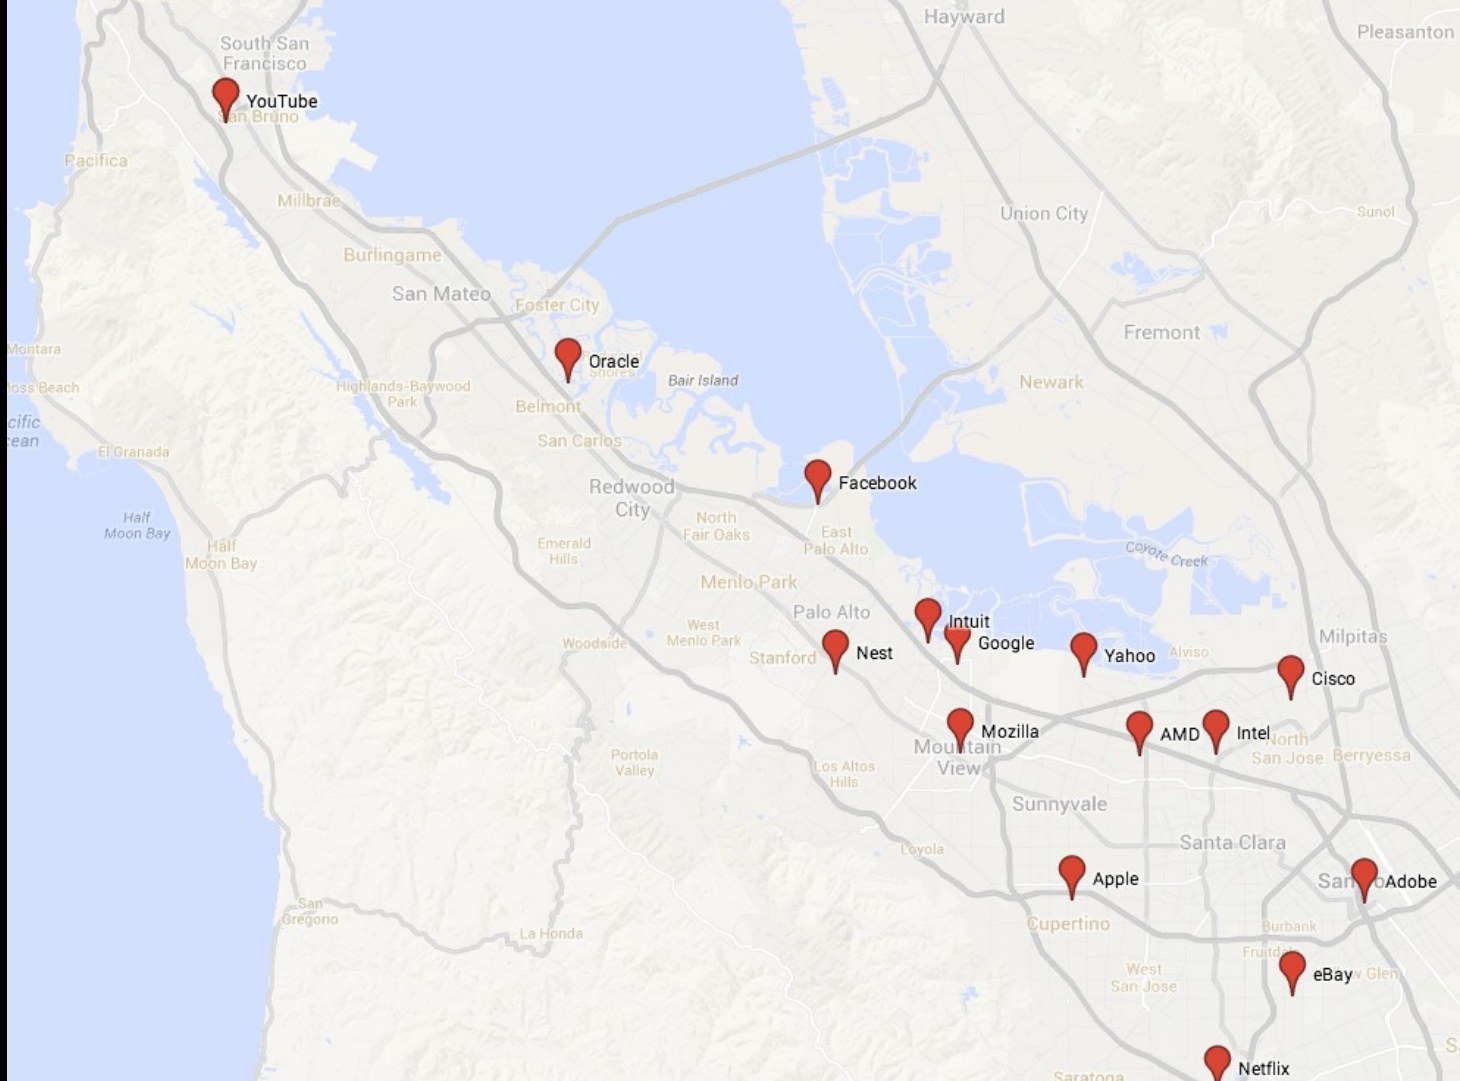 Hayward
Pleasanton
South San
Francisco
YouTube
San Bruno
Pacifica
Millbrae
Union City
Sunol
Burlingame
San Mateo
Foster City
Fremont
Montara
Oracle
Shores
Bair Island
Newark
Moss Beach
Highlands-Baywood
Park
Belmont
cific
cean
San Carlos
El Granada
Facebook
Redwood
City
Half
Moon Bay
North
Fair Oaks
East
Palo Alto
Half
Moon Bay
Emerald
Hills
Coyote Creek
Menlo Park
Palo Alto
Intuit
Google
West
Menlo Park
Woodside
Stanford
Nest
Yahoo
Alviso
Milpitas
Cisco
Mozilla
Mountain
View
AMD
Intel
North
San Jose
Berryessa
Portola
Valley
Los Altos
Hills
Sunnyvale
Loyola
Santa Clara
Apple
Adobe
San
Gregorio
Cupertino
Burbank
La Honda
Fruitda
West
San Jose
eBay
w Glen
Netflix
Saratoga